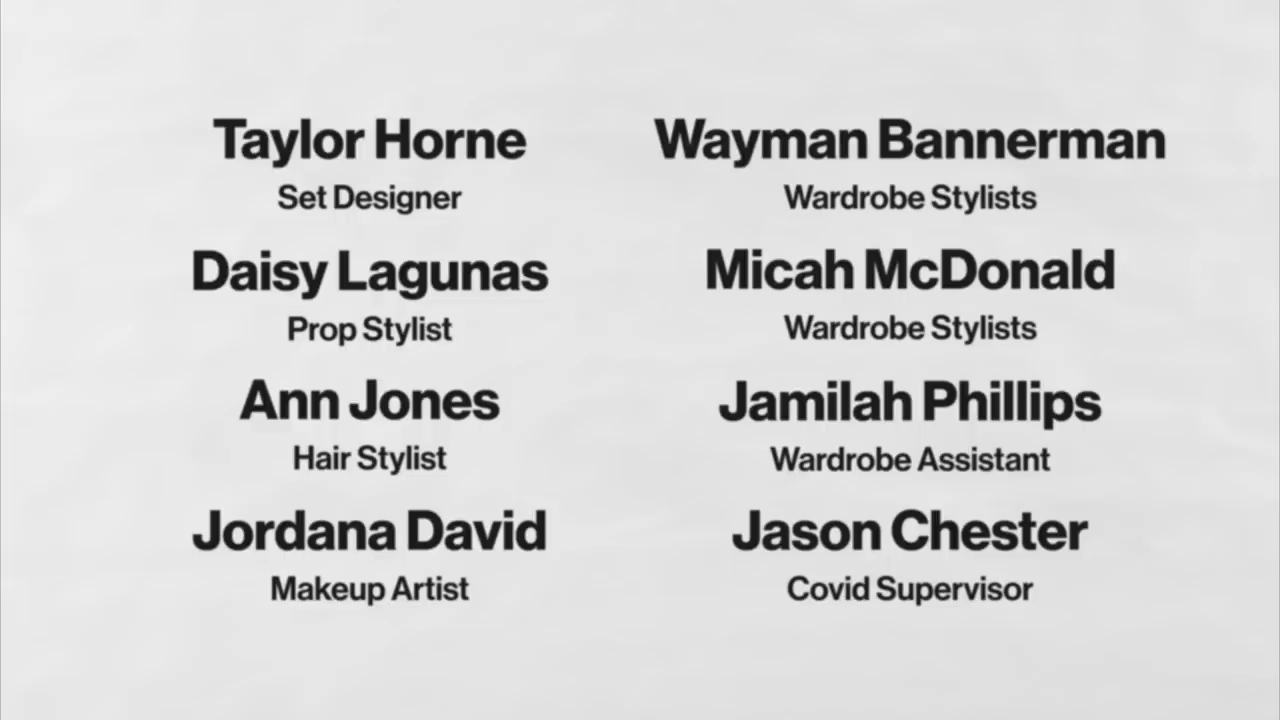 Taylor Horne
Set Designer
Daisy Lagunas
Prop Stylist
Ann Jones
Hair Stylist
Jordana David
Makeup Artist
Wayman Bannerman
Wardrobe Stylists
Micah McDonald
Wardrobe Stylists
Jamilah Phillips
Wardrobe Assistant
Jason Chester
Covid Supervisor